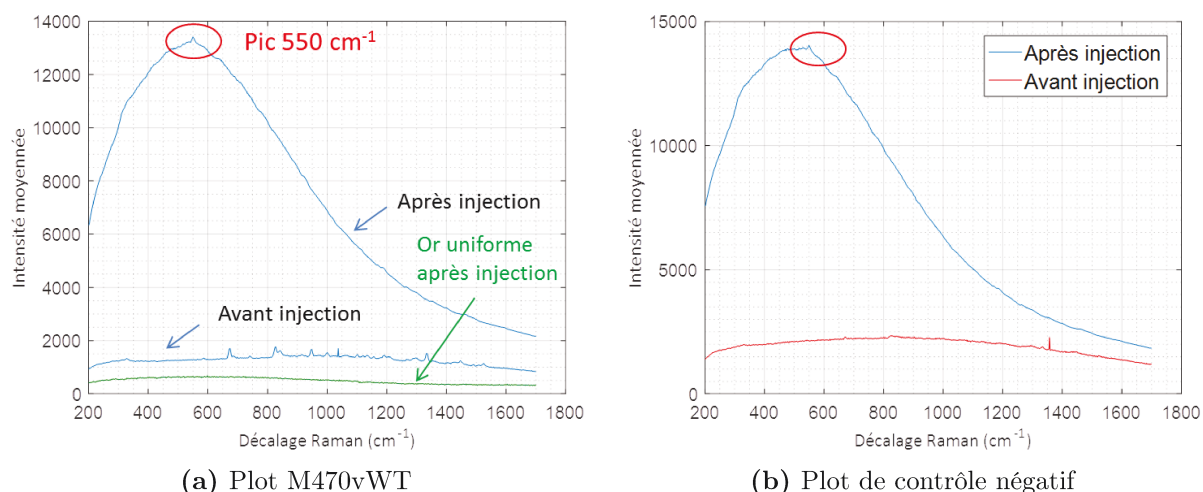 14000
12000
10000
8000
6000
4000
2000
0
200
400
600
800
1000
1200
1400
1600
1800
Intensité moyennée
Décalage Raman (cm⁻¹)
Pic 550 cm⁻¹
Après injection
Or uniforme
après injection
Avant injection
(a) Plot M470vWT
15000
10000
5000
0
200
400
600
800
1000
1200
1400
1600
1800
Intensité moyennée
Décalage Raman (cm⁻¹)
Après injection
Avant injection
(b) Plot de contrôle négatif